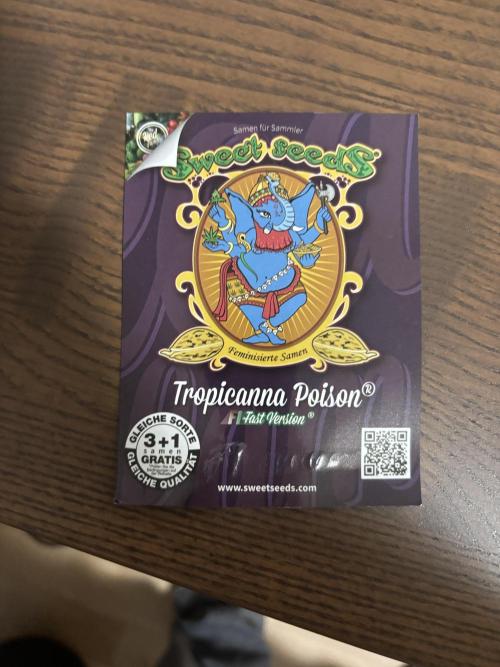 Samen für Sammler
Sweet seeds®
Feminisierte Samen
Tropicanna Poison®
F1 Fast Version®
GLEICHE SORTE
3+1
samen
GRATIS
GLEICHE QUALITÄT
www.sweetseeds.com